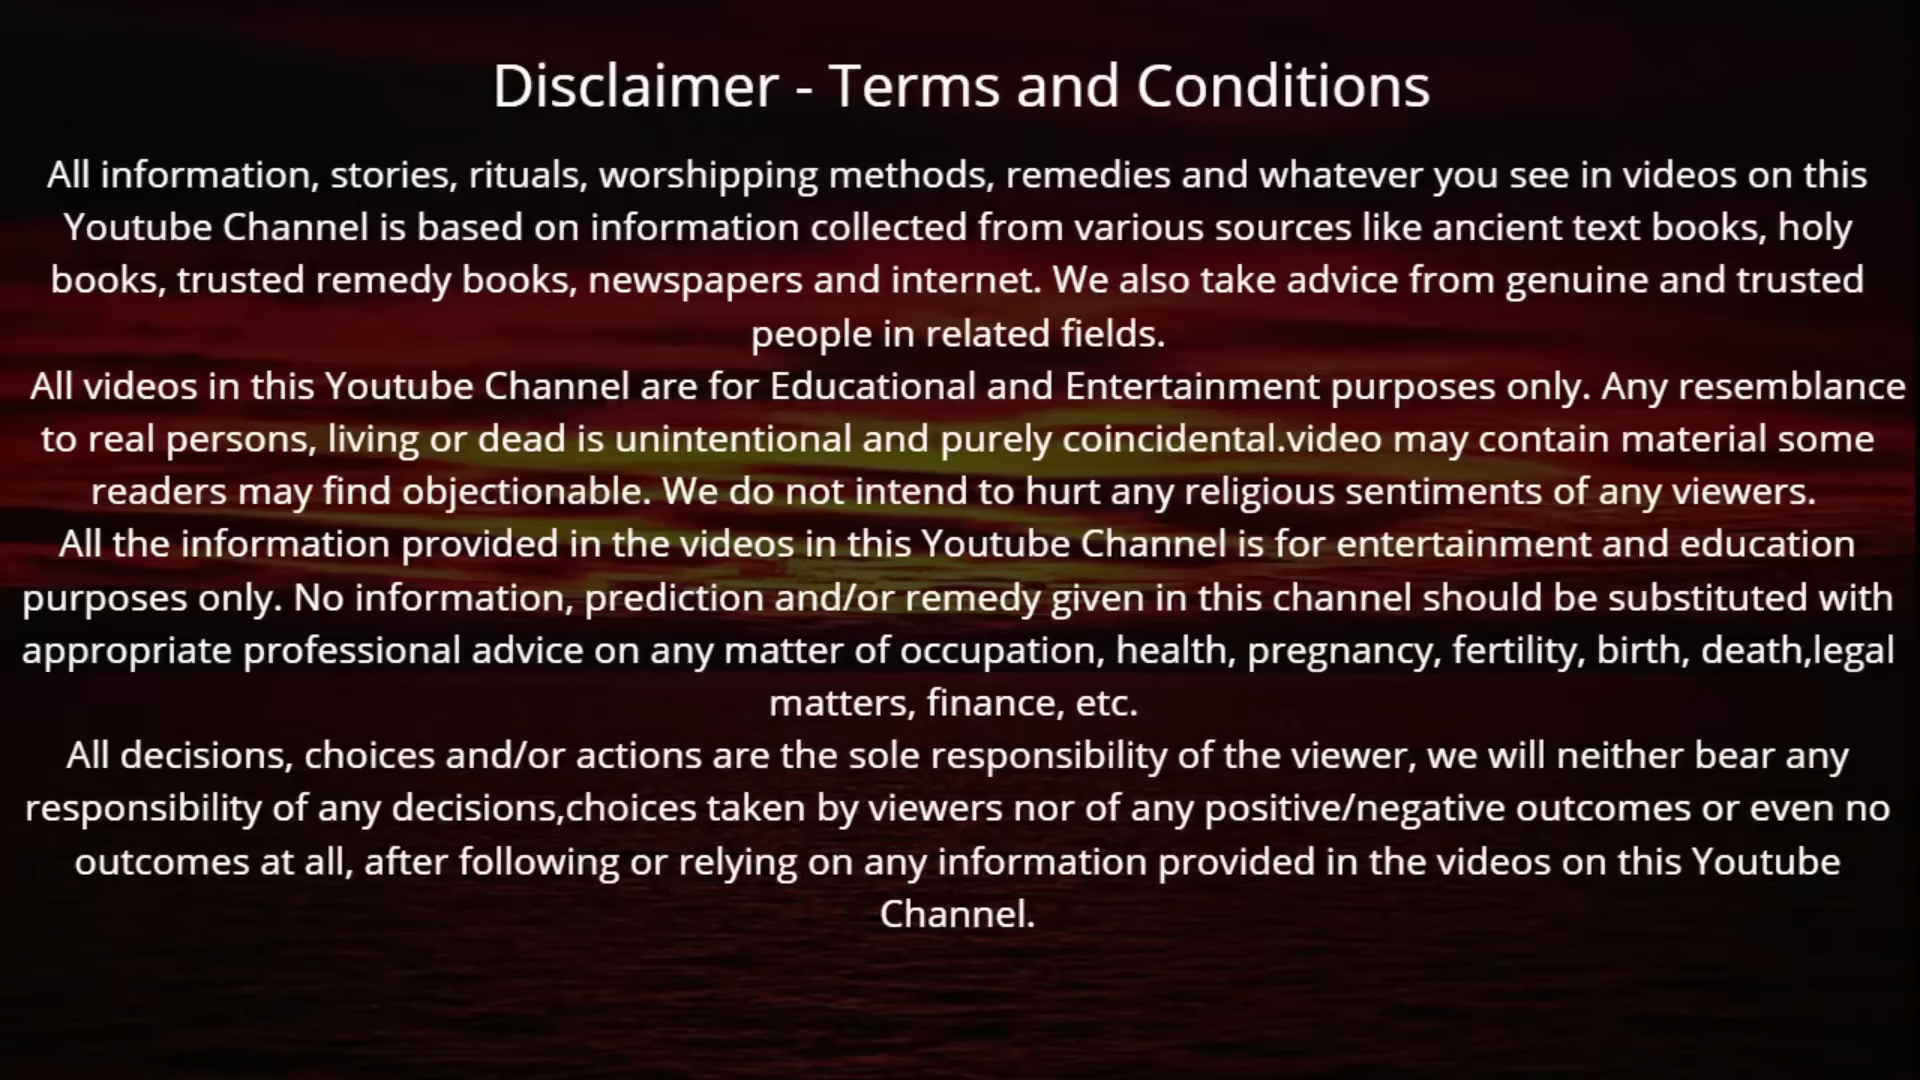 Disclaimer - Terms and Conditions
All information, stories, rituals, worshipping methods, remedies and whatever you see in videos on this
Youtube Channel is based on information collected from various sources like ancient text books, holy
books, trusted remedy books, newspapers and internet. We also take advice from genuine and trusted
people in related fields.
All videos in this Youtube Channel are for Educational and Entertainment purposes only. Any resemblance
to real persons, living or dead is unintentional and purely coincidental.video may contain material some
readers may find objectionable. We do not intend to hurt any religious sentiments of any viewers.
All the information provided in the videos in this Youtube Channel is for entertainment and education
purposes only. No information, prediction and/or remedy given in this channel should be substituted with
appropriate professional advice on any matter of occupation, health, pregnancy, fertility, birth, death,legal
matters, finance, etc.
All decisions, choices and/or actions are the sole responsibility of the viewer, we will neither bear any
responsibility of any decisions,choices taken by viewers nor of any positive/negative outcomes or even no
outcomes at all, after following or relying on any information provided in the videos on this Youtube
Channel.